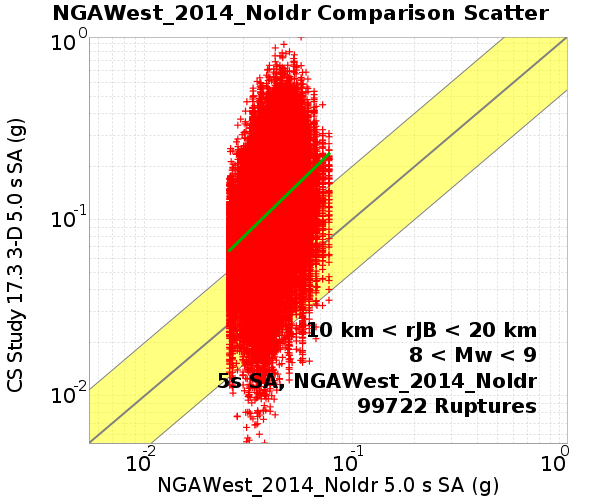 NGAWest_2014_NoIdr Comparison Scatter
CS Study 17.3 3-D 5.0 s SA (g)
10^0
10^-1
10^-2
10 km < rJB < 20 km
8 < Mw < 9
5s SA, NGAWest_2014_NoIdr
99722 Ruptures
10^-2 10^-1 10^0
NGAWest_2014_NoIdr 5.0 s SA (g)